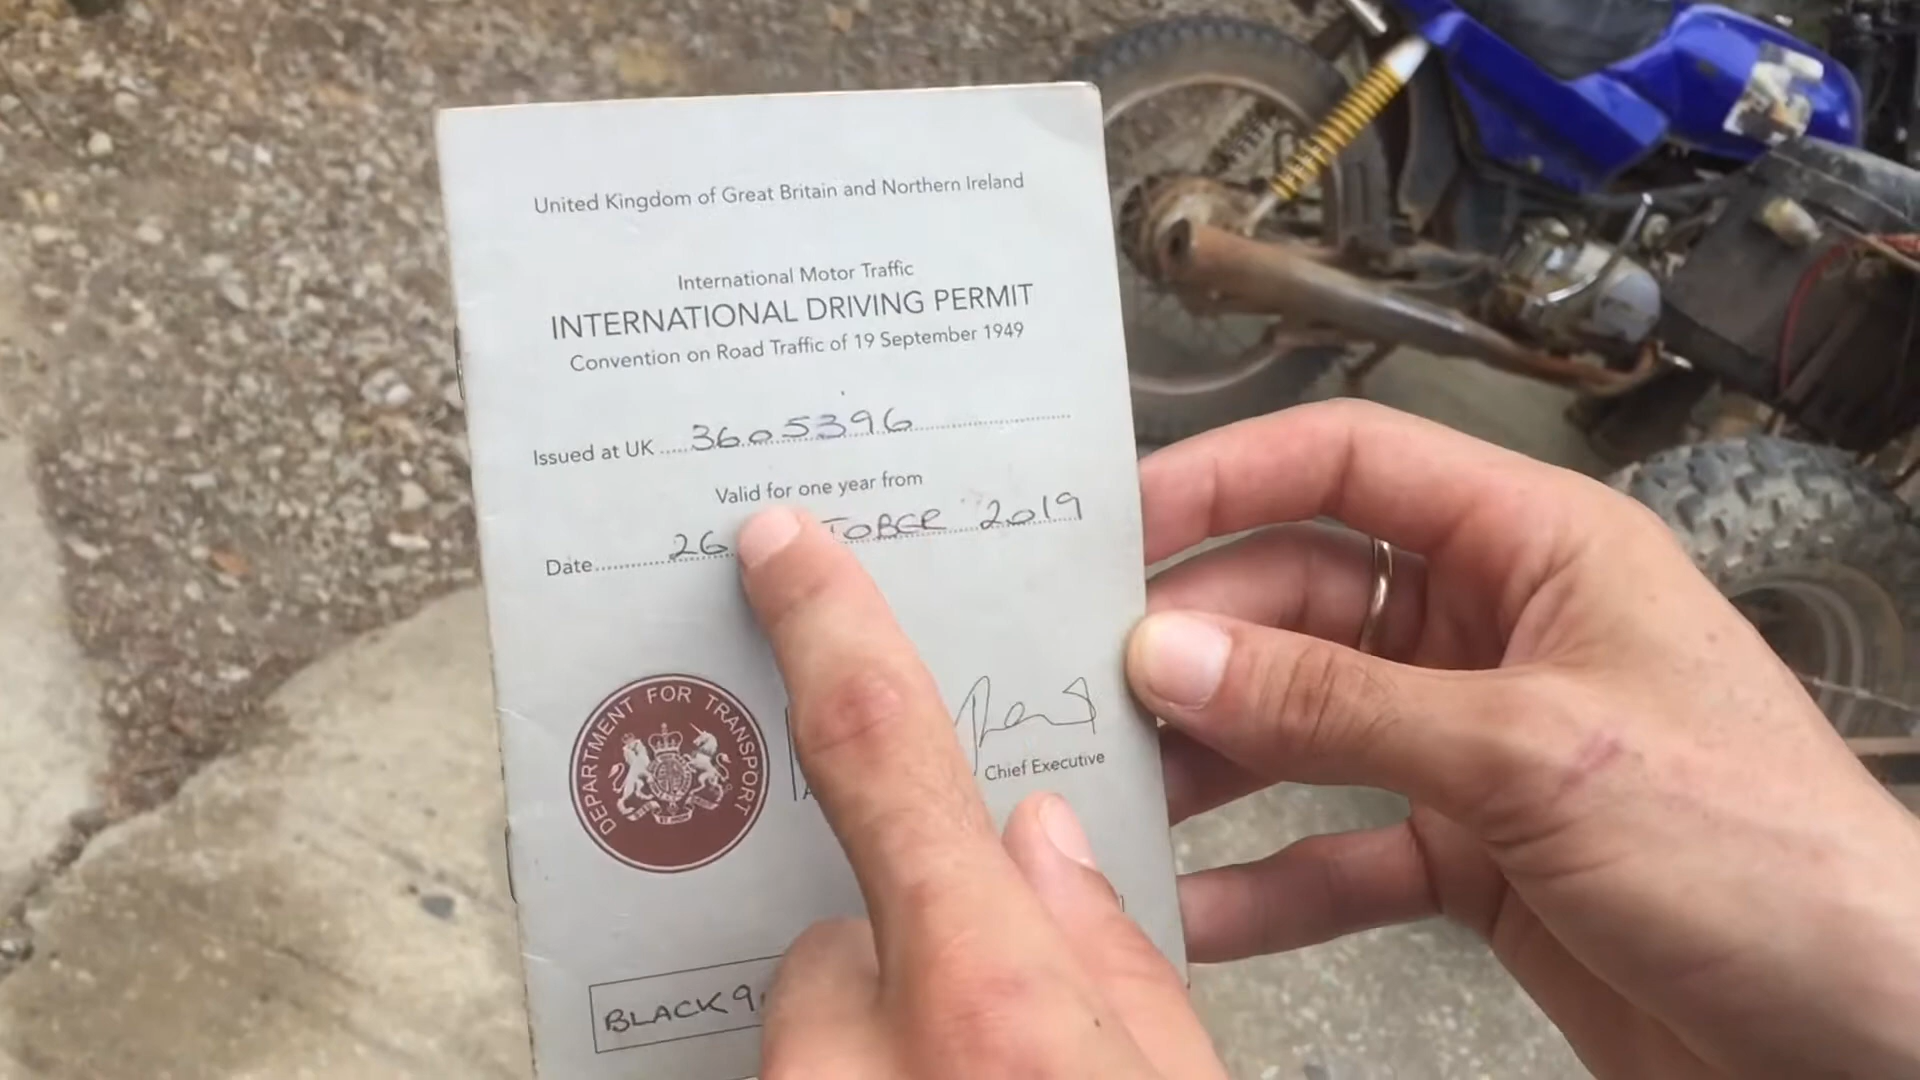 United Kingdom of Great Britain and Northern Ireland
International Motor Traffic
INTERNATIONAL DRIVING PERMIT
Convention on Road Traffic of 19 September 1949
Issued at UK 3605396
Valid for one year from
Date 26 TOBER 2019
DEPARTMENT FOR TRANSPORT
Chief Executive
BLACK 9